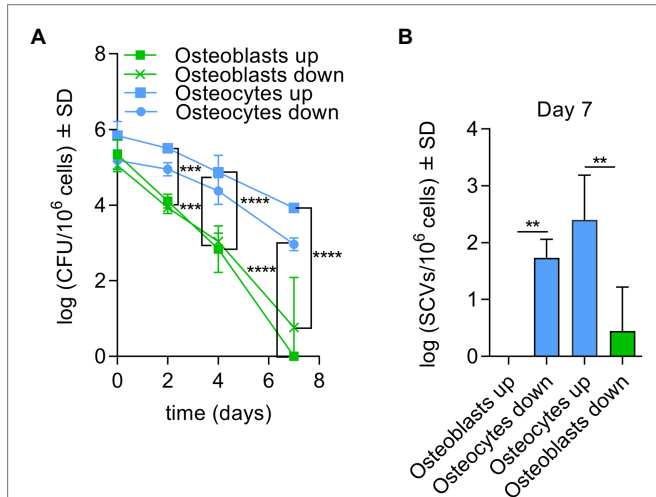 A
Osteoblasts up
Osteoblasts down
Osteocytes up
Osteocytes down
log (CFU/10⁶ cells) ± SD
8
6
4
2
0
0
2
4
6
8
time (days)
***
***
****
****
****
B
Day 7
log (SCVs/10⁶ cells) ± SD
4
3
2
1
0
**
**
Osteoblasts up
Osteocytes down
Osteocytes up
Osteoblasts down